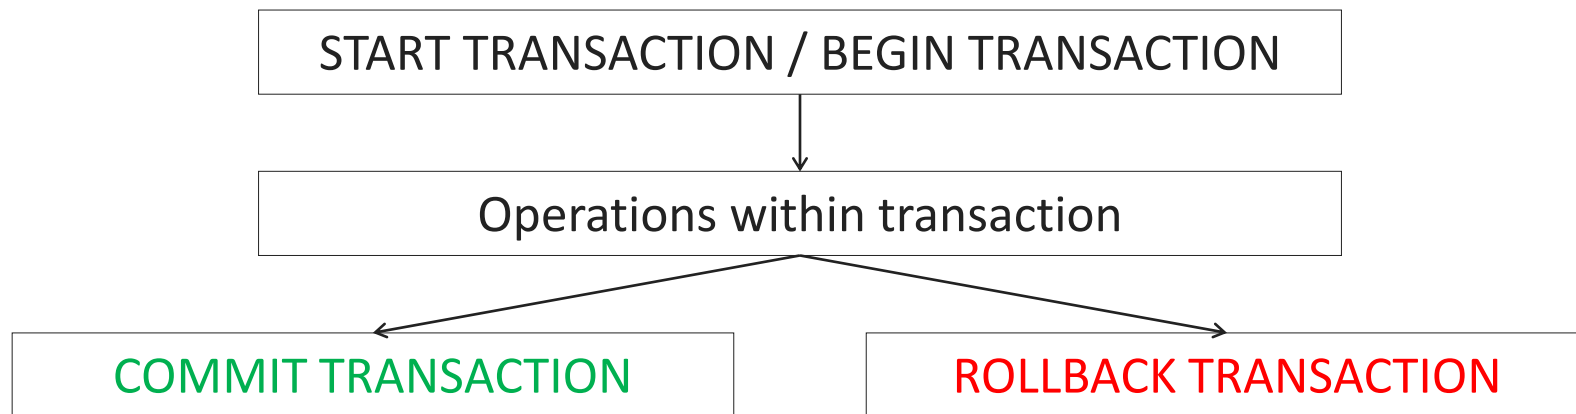 START TRANSACTION / BEGIN TRANSACTION
Operations within transaction
COMMIT TRANSACTION
ROLLBACK TRANSACTION